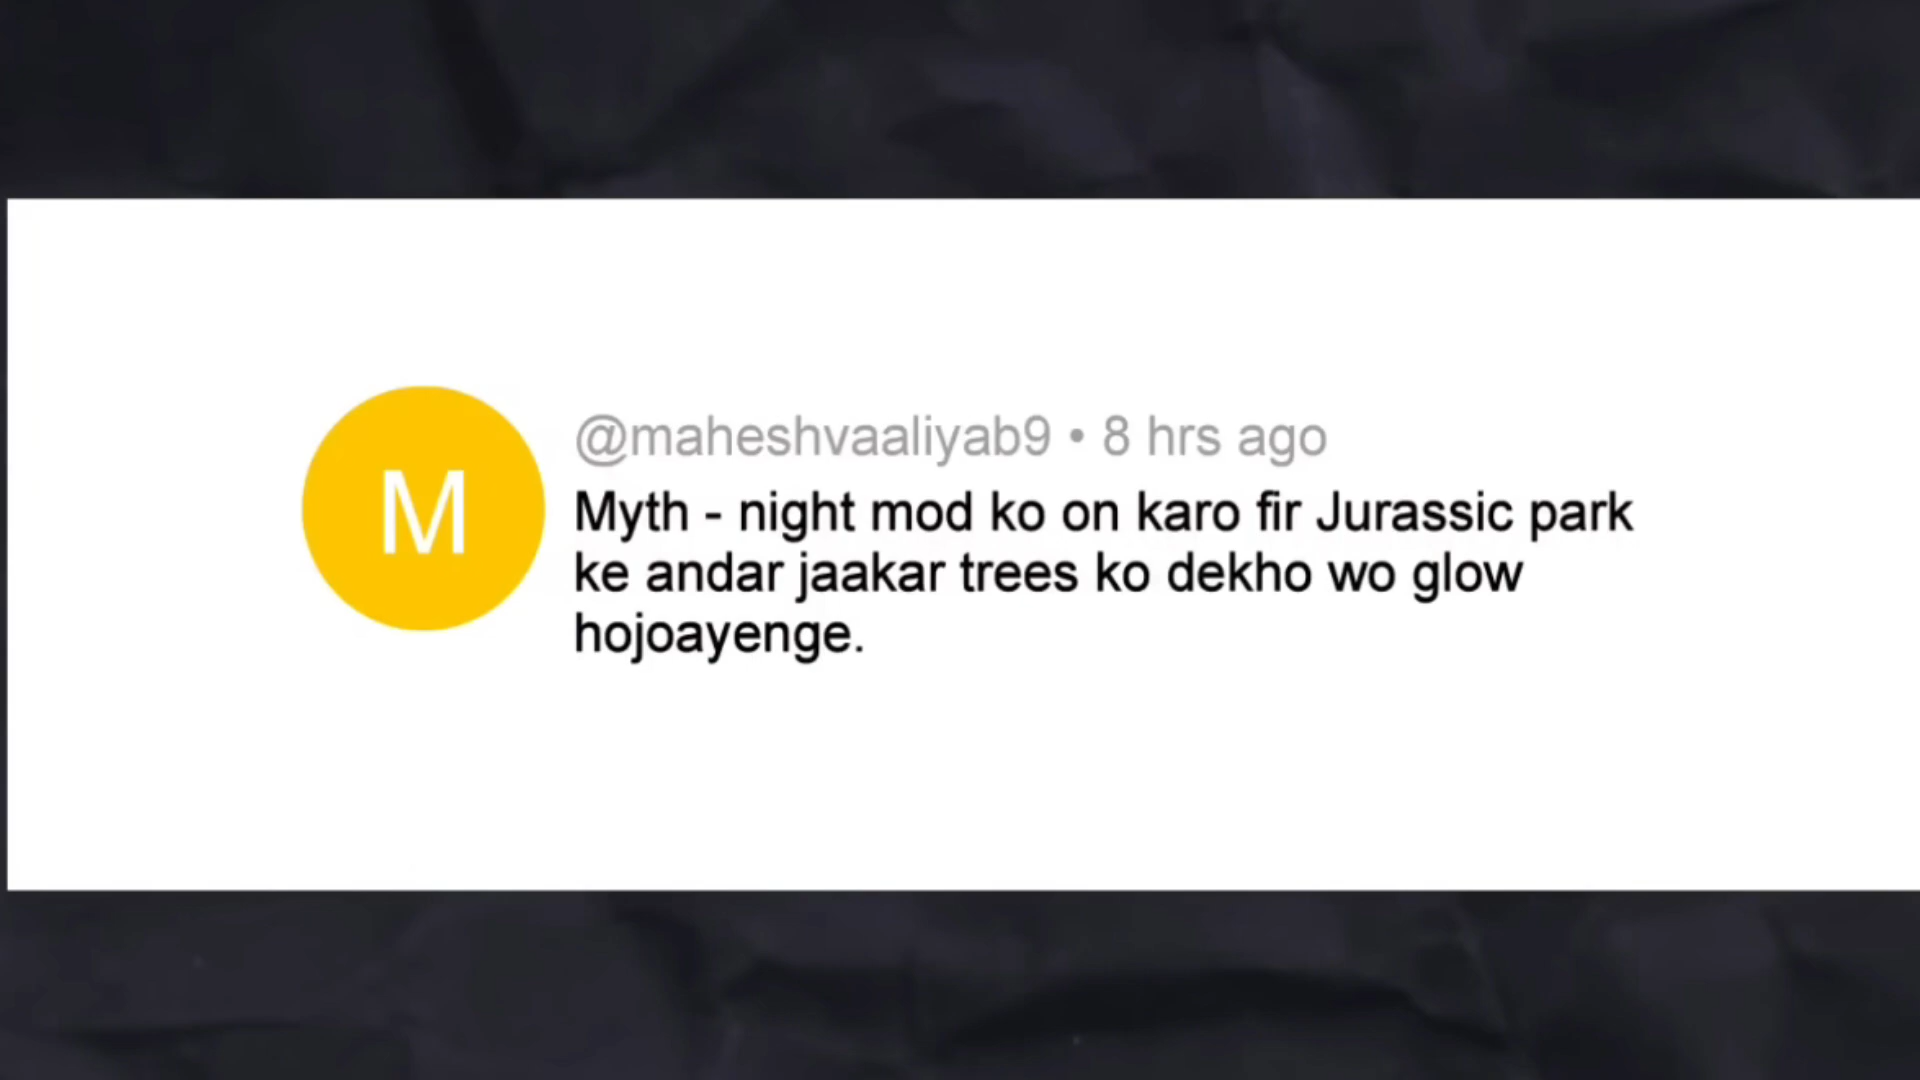 M
@maheshvaaliyab9 • 8 hrs ago
Myth - night mod ko on karo fir Jurassic park
ke andar jaakar trees ko dekho wo glow
hojoayenge.